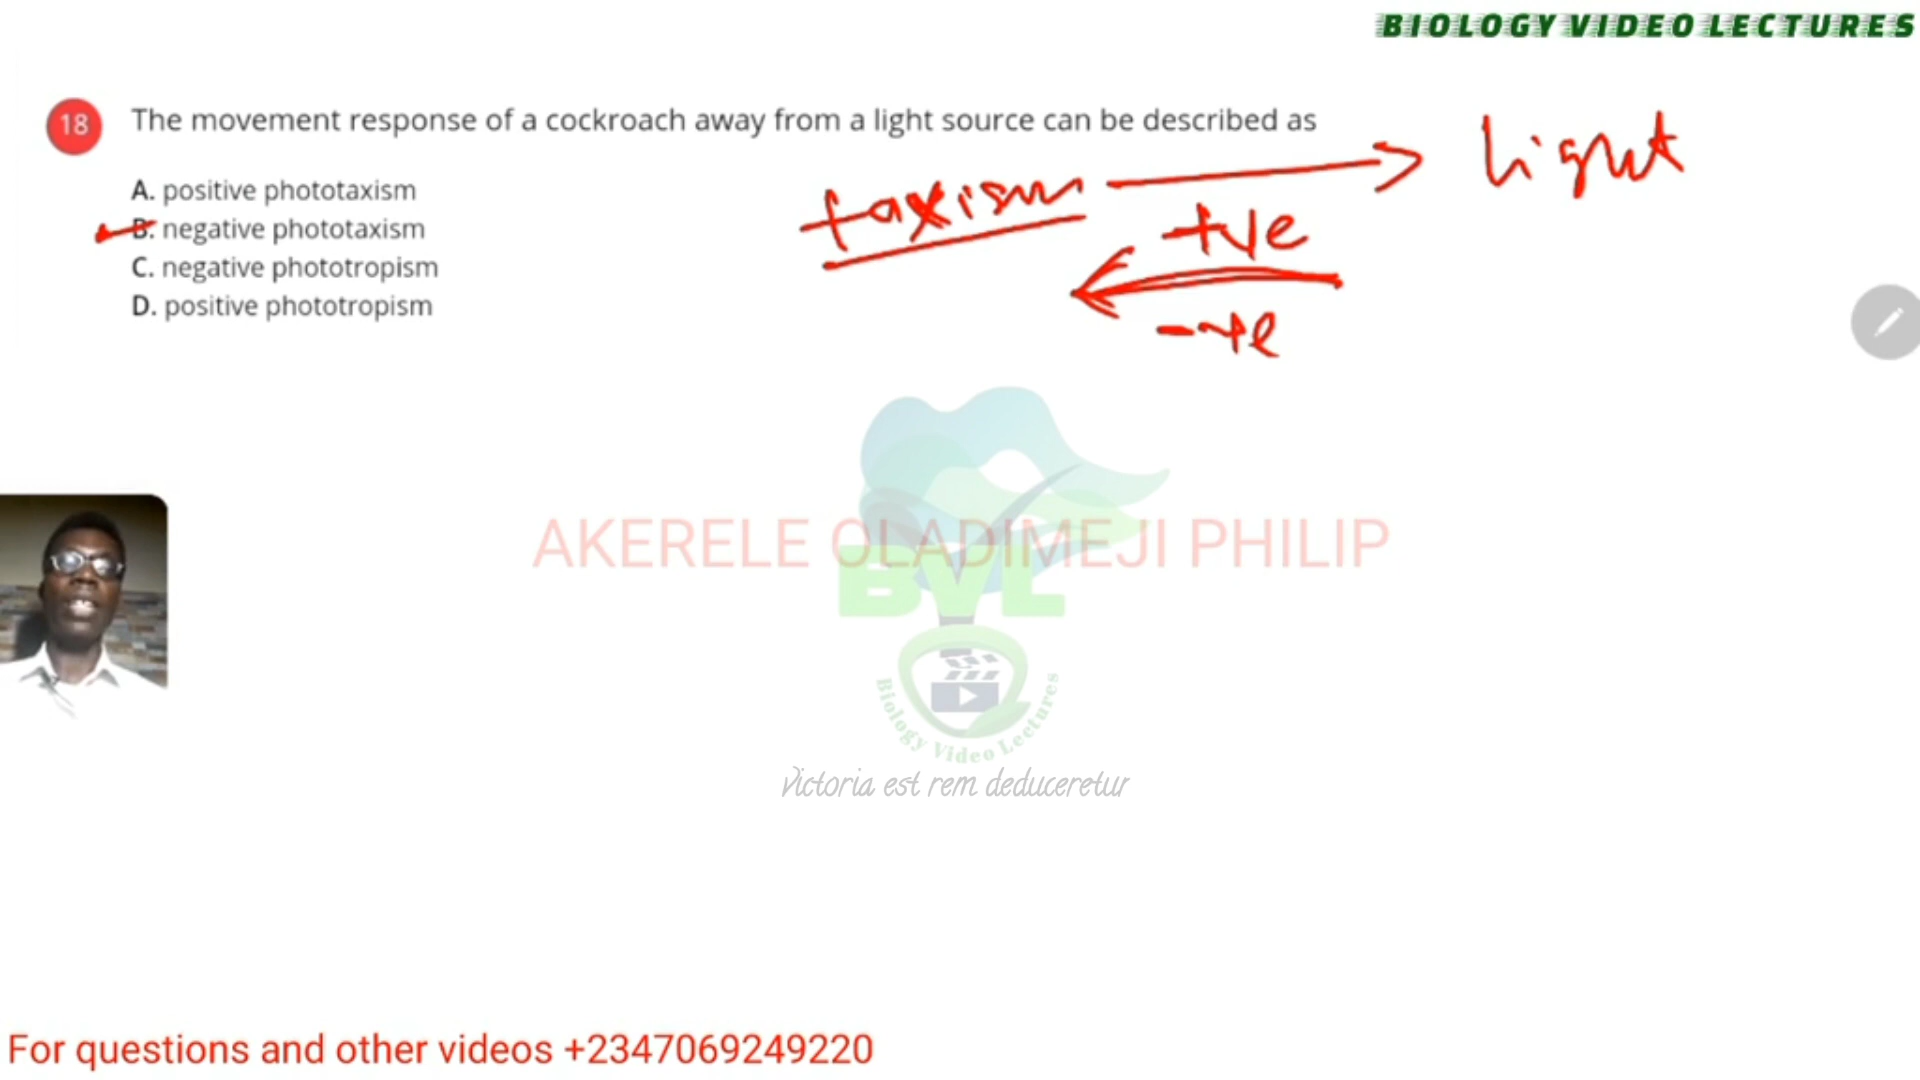 BIOLOGY VIDEO LECTURES
18 The movement response of a cockroach away from a light source can be described as
A. positive phototaxism
B. negative phototaxism
C. negative phototropism
D. positive phototropism
taxism
light
+ve
-ve
AKERELE OLADIMEJI PHILIP
BVL
Biology Video Lectures
Victoria est rem deduceretur
For questions and other videos +2347069249220